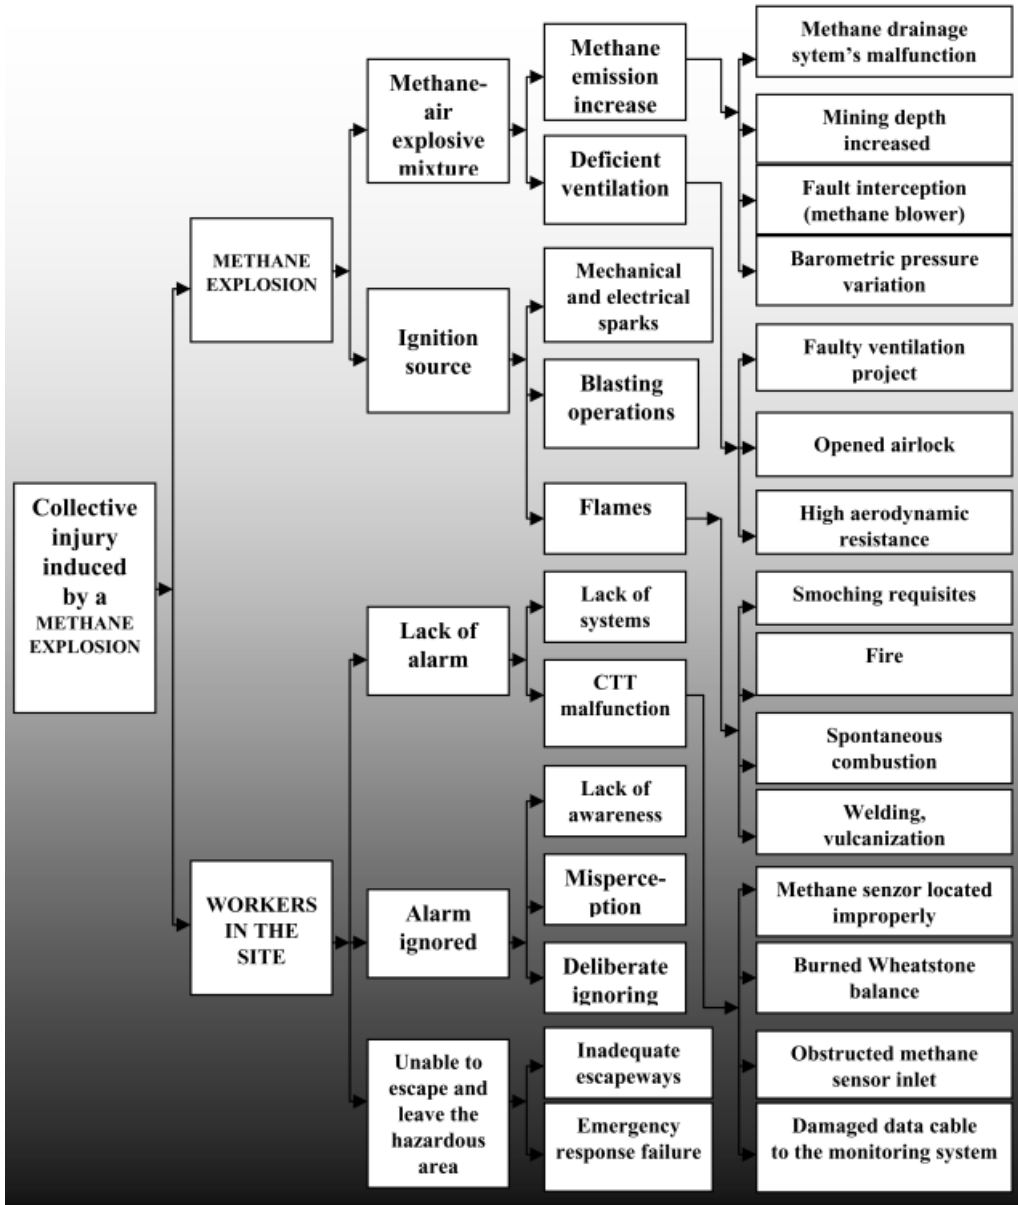 Collective
injury
induced
by a
METHANE
EXPLOSION
METHANE
EXPLOSION
WORKERS
IN THE
SITE
Methane-
air
explosive
mixture
Ignition
source
Lack of
alarm
Alarm
ignored
Unable to
escape and
leave the
hazardous
area
Methane
emission
increase
Deficient
ventilation
Mechanical
and electrical
sparks
Blasting
operations
Flames
Lack of
systems
CTT
malfunction
Lack of
awareness
Misperce-
ption
Deliberate
ignoring
Inadequate
escapeways
Emergency
response failure
Methane drainage
sytem's malfunction
Mining depth
increased
Fault interception
(methane blower)
Barometric pressure
variation
Faulty ventilation
project
Opened airlock
High aerodynamic
resistance
Smoching requisites
Fire
Spontaneous
combustion
Welding,
vulcanization
Methane senzor located
improperly
Burned Wheatstone
balance
Obstructed methane
sensor inlet
Damaged data cable
to the monitoring system